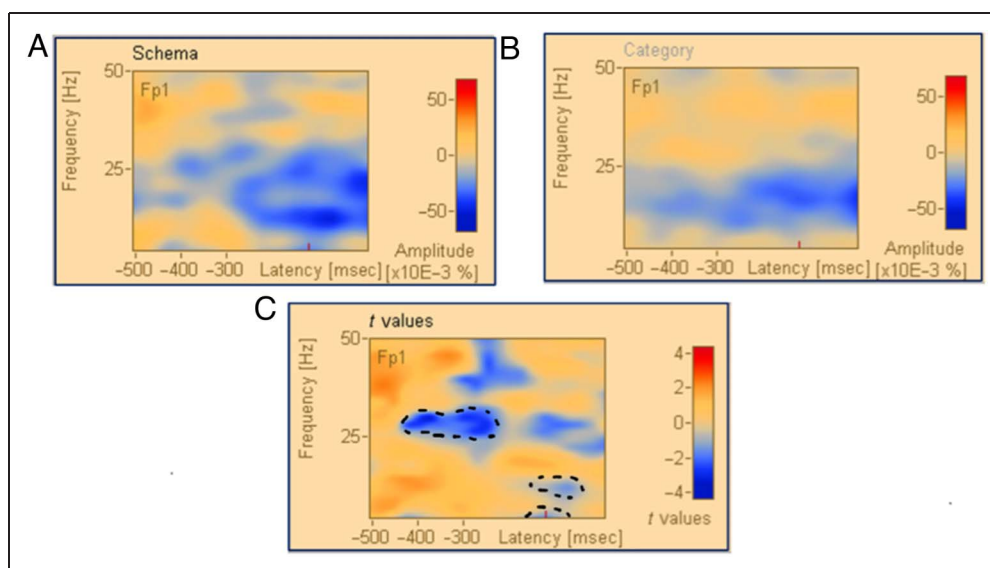 A
Schema
Frequency [Hz]
50
25
Fp1
50
0
−50
Amplitude
[x10E−3 %]
−500 −400 −300 Latency [msec]
B
Category
Frequency [Hz]
50
25
Fp1
50
0
−50
Amplitude
[x10E−3 %]
−500 −400 −300 Latency [msec]
C
t values
Frequency [Hz]
50
25
Fp1
4
2
0
−2
−4
t values
−500 −400 −300 Latency [msec]